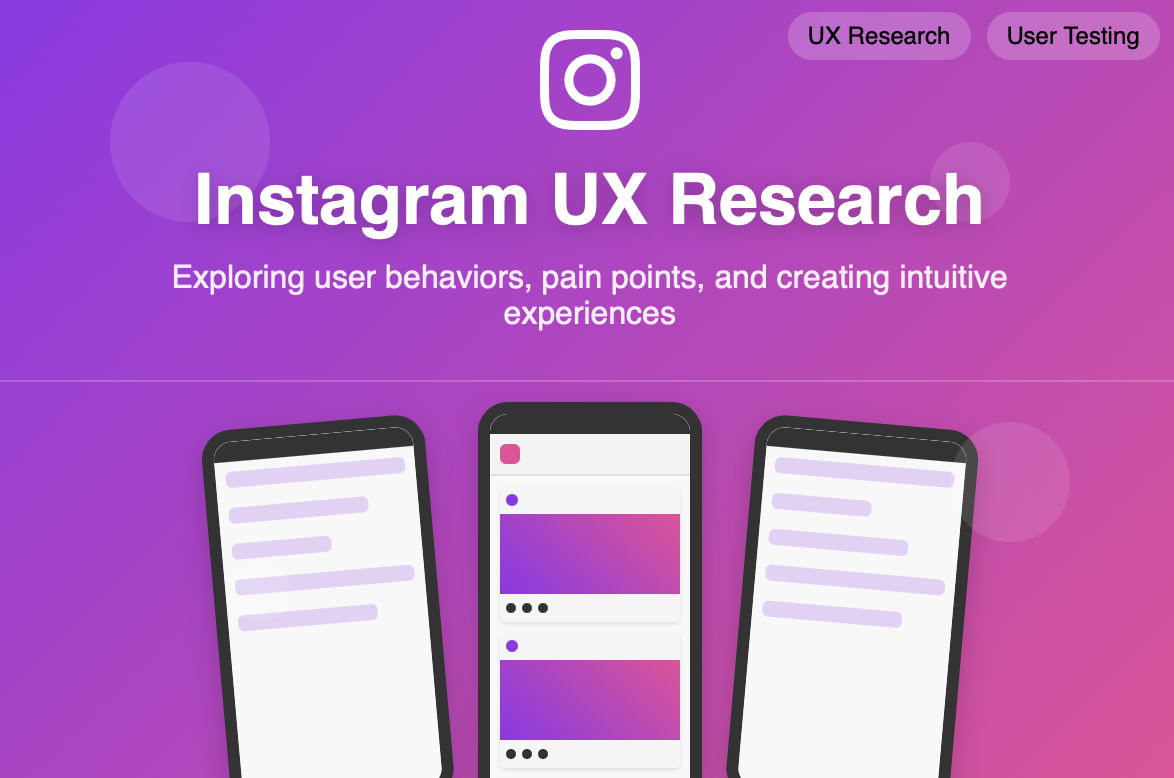 UX Research
User Testing
Instagram UX Research
Exploring user behaviors, pain points, and creating intuitive
experiences